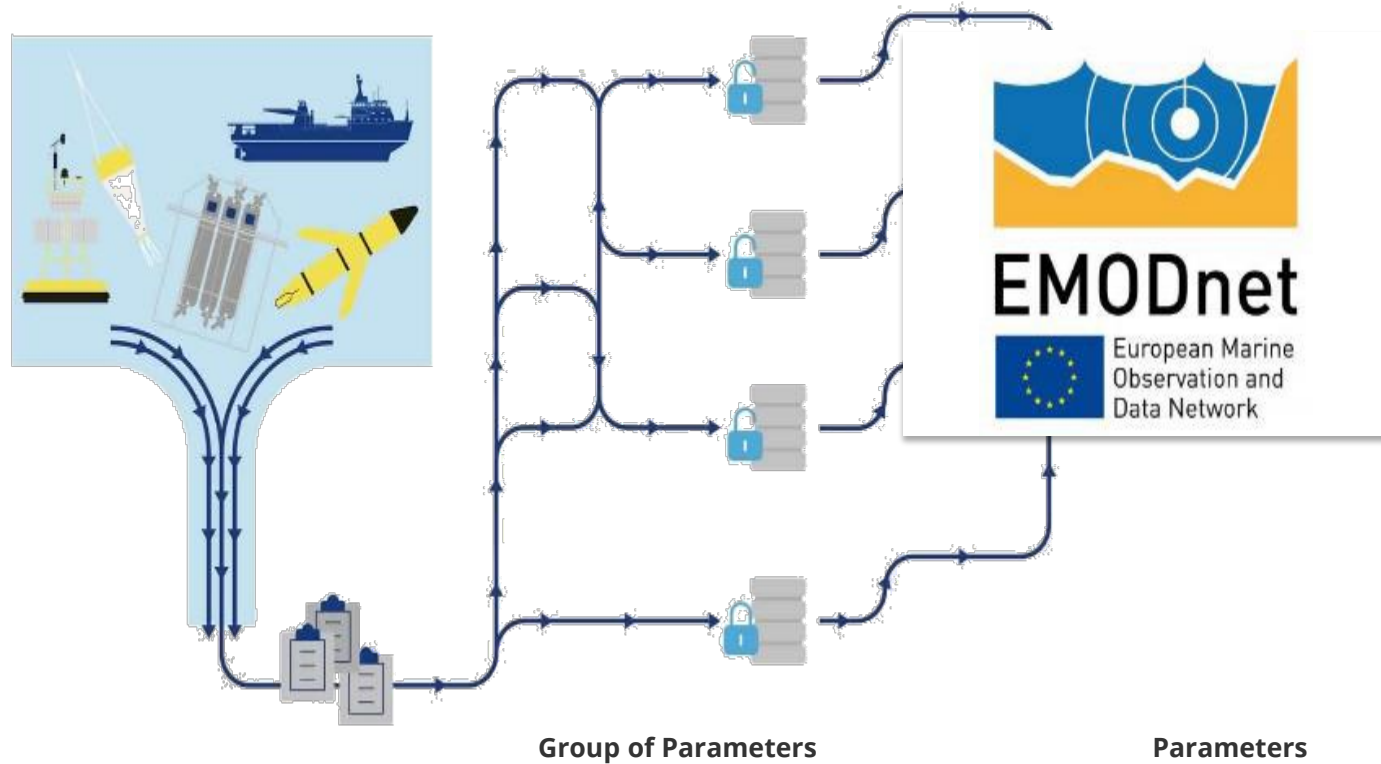 EMODnet
European Marine
Observation and
Data Network
Group of Parameters
Parameters